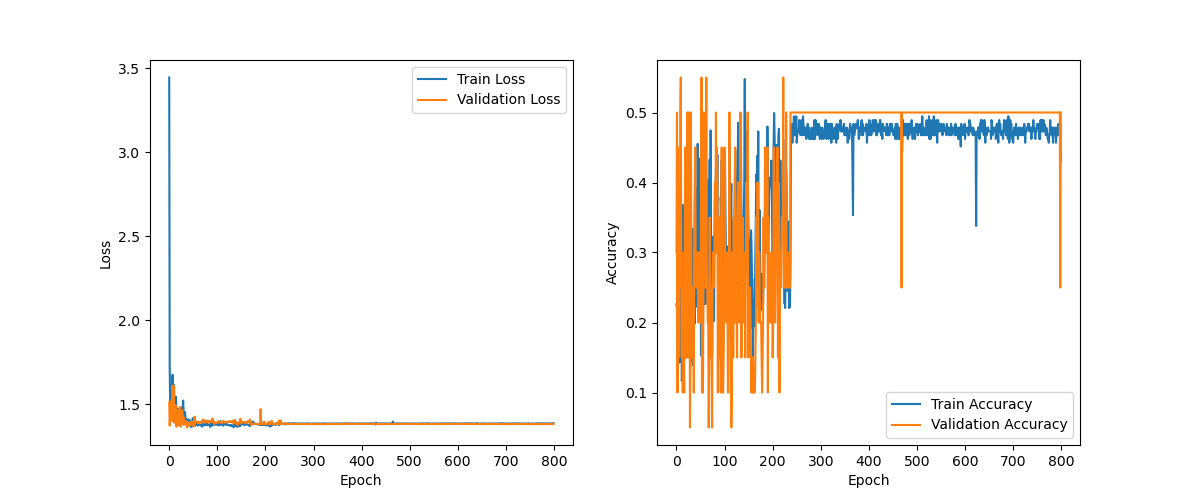 3.5
3.0
2.5
2.0
1.5
Loss
0 100 200 300 400 500 600 700 800
Epoch
Train Loss
Validation Loss
0.5
0.4
0.3
0.2
0.1
Accuracy
0 100 200 300 400 500 600 700 800
Epoch
Train Accuracy
Validation Accuracy